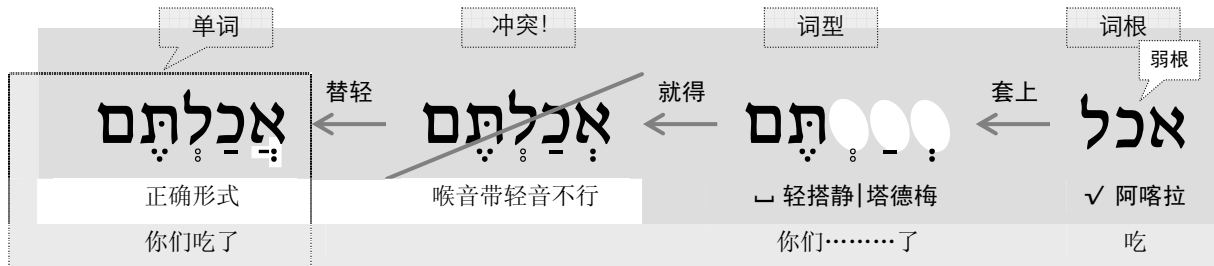 单词 冲突！ 词型 词根
弱根
אֲכַלְתֶּם 替轻 אְכַלְתֶּם 就得 ְ ַ ְתֶּם 套上 אכל
正确形式 喉音带轻音不行 ⎵ 轻搭静|塔德梅 √ 阿喀拉
你们吃了 你们………了 吃